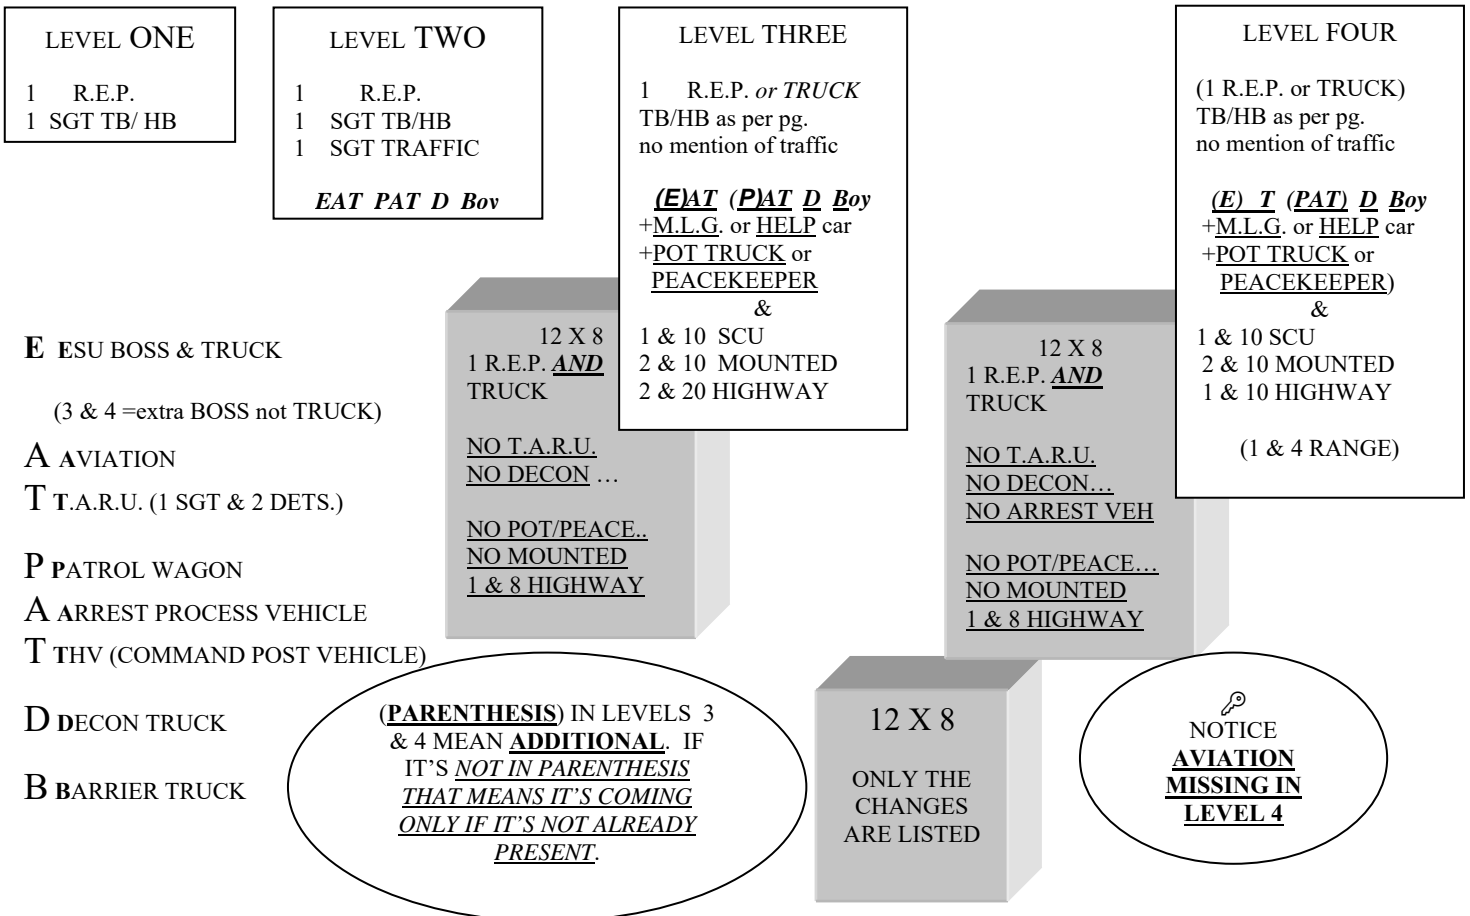 LEVEL ONE
1 R.E.P.
1 SGT TB/ HB
LEVEL TWO
1 R.E.P.
1 SGT TB/HB
1 SGT TRAFFIC
EAT PAT D Boy
LEVEL THREE
1 R.E.P. or TRUCK
TB/HB as per pg.
no mention of traffic
(E)AT (P)AT D Boy
+M.L.G. or HELP car
+POT TRUCK or
PEACEKEEPER
&
1 & 10 SCU
2 & 10 MOUNTED
2 & 20 HIGHWAY
LEVEL FOUR
(1 R.E.P. or TRUCK)
TB/HB as per pg.
no mention of traffic
(E) T (PAT) D Boy
+M.L.G. or HELP car
+POT TRUCK or
PEACEKEEPER)
&
1 & 10 SCU
2 & 10 MOUNTED
1 & 10 HIGHWAY
(1 & 4 RANGE)
12 X 8
1 R.E.P. AND
TRUCK
NO T.A.R.U.
NO DECON …
NO POT/PEACE..
NO MOUNTED
1 & 8 HIGHWAY
12 X 8
1 R.E.P. AND
TRUCK
NO T.A.R.U.
NO DECON…
NO ARREST VEH
NO POT/PEACE…
NO MOUNTED
1 & 8 HIGHWAY
E ESU BOSS & TRUCK
(3 & 4 =extra BOSS not TRUCK)
A AVIATION
T T.A.R.U. (1 SGT & 2 DETS.)
P PATROL WAGON
A ARREST PROCESS VEHICLE
T THV (COMMAND POST VEHICLE)
D DECON TRUCK
B BARRIER TRUCK
(PARENTHESIS) IN LEVELS 3
& 4 MEAN ADDITIONAL. IF
IT'S NOT IN PARENTHESIS
THAT MEANS IT'S COMING
ONLY IF IT'S NOT ALREADY
PRESENT.
12 X 8
ONLY THE
CHANGES
ARE LISTED
NOTICE
AVIATION
MISSING IN
LEVEL 4